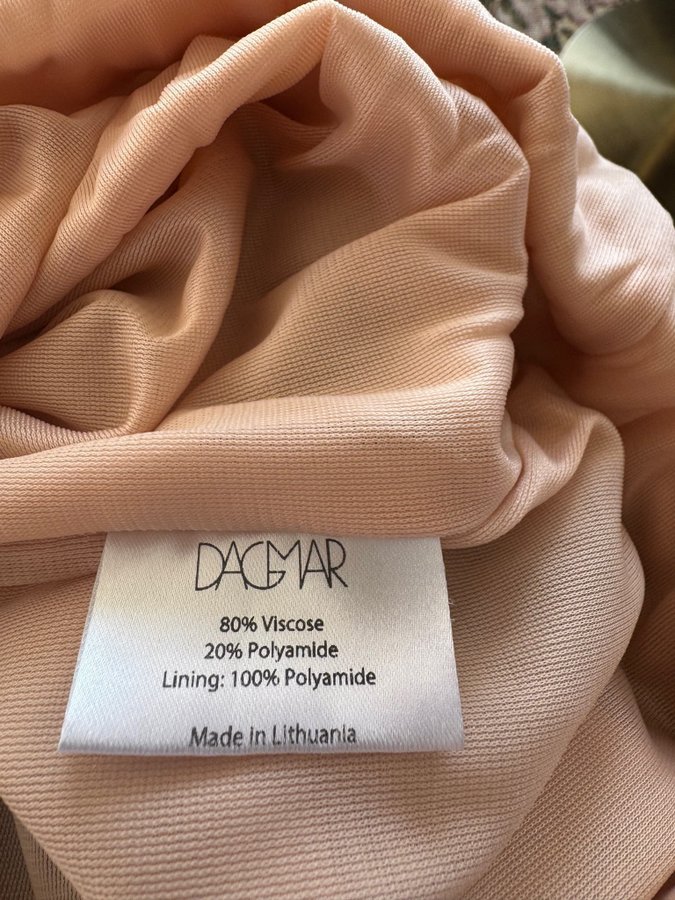 DAGMAR
80% Viscose
20% Polyamide
Lining: 100% Polyamide
Made in Lithuania